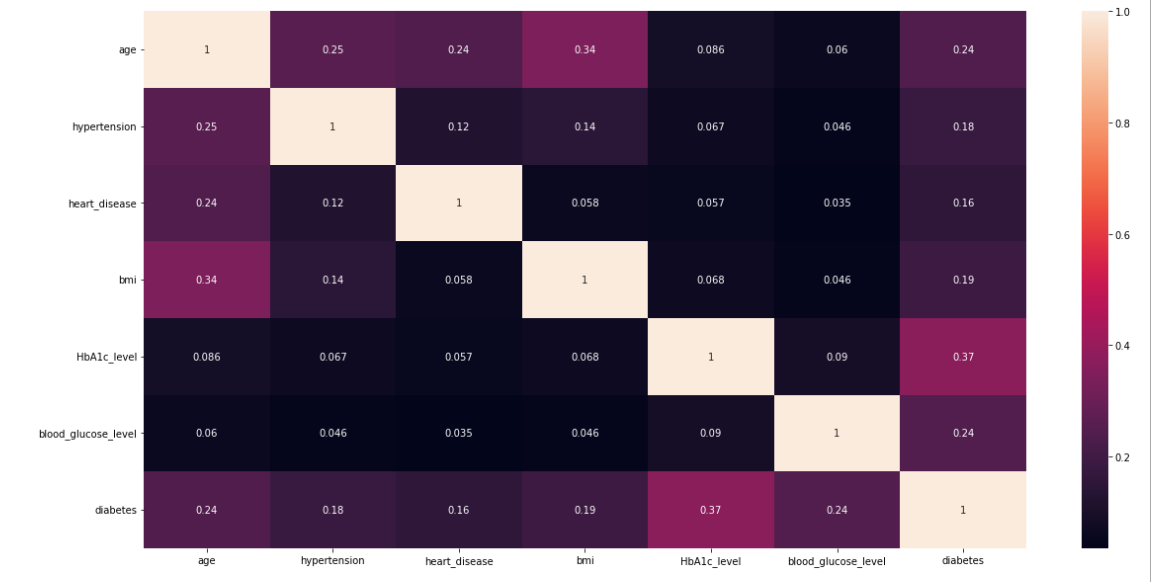 age 1 0.25 0.24 0.34 0.086 0.06 0.24
hypertension 0.25 1 0.12 0.14 0.067 0.046 0.18
heart_disease 0.24 0.12 1 0.058 0.057 0.035 0.16
bmi 0.34 0.14 0.058 1 0.068 0.046 0.19
HbA1c_level 0.086 0.067 0.057 0.068 1 0.09 0.37
blood_glucose_level 0.06 0.046 0.035 0.046 0.09 1 0.24
diabetes 0.24 0.18 0.16 0.19 0.37 0.24 1
age hypertension heart_disease bmi HbA1c_level blood_glucose_level diabetes
1.0
0.8
0.6
0.4
0.2